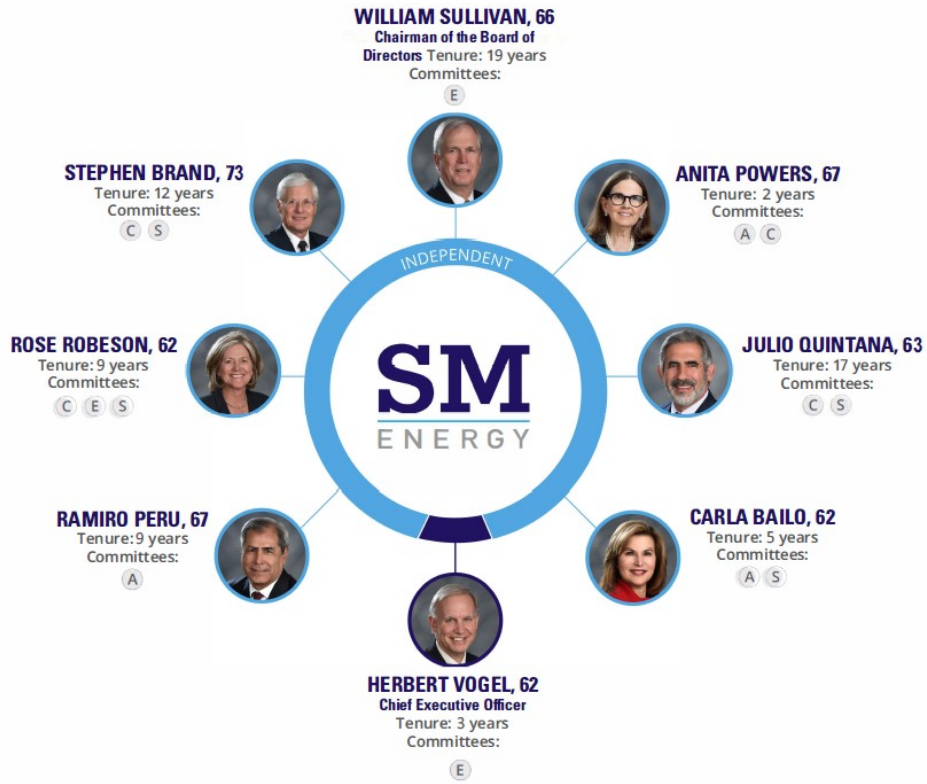 WILLIAM SULLIVAN, 66
Chairman of the Board of
Directors Tenure: 19 years
Committees:
E
STEPHEN BRAND, 73
Tenure: 12 years
Committees:
C S
ANITA POWERS, 67
Tenure: 2 years
Committees:
A C
INDEPENDENT
ROSE ROBESON, 62
Tenure: 9 years
Committees:
C E S
SM
ENERGY
JULIO QUINTANA, 63
Tenure: 17 years
Committees:
C S
RAMIRO PERU, 67
Tenure:9 years
Committees:
A
CARLA BAILO, 62
Tenure: 5 years
Committees:
A S
HERBERT VOGEL, 62
Chief Executive Officer
Tenure: 3 years
Committees:
E